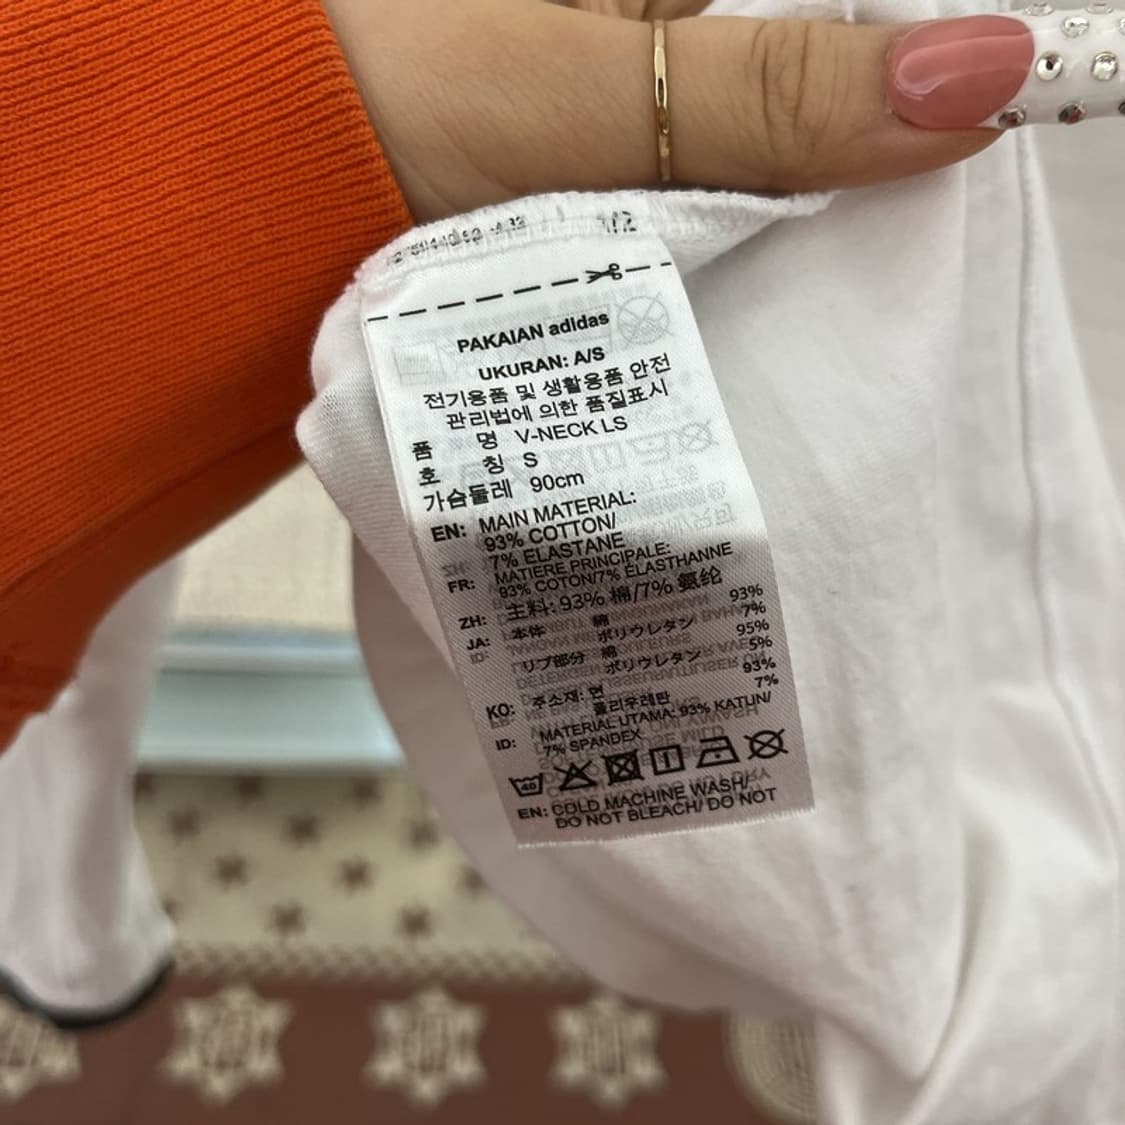 PAKAIAN adidas
UKURAN: A/S
전기용품 및 생활용품 안전
관리법에 의한 품질표시
품 명 V-NECK LS
호 칭 S
가슴둘레 90cm
EN: MAIN MATERIAL:
93% COTTON/
7% ELASTANE
FR: MATIERE PRINCIPALE:
93% COTON/7% ELASTHANNE
ZH: 主料: 93% 棉/7% 氨纶
JA: 本体 綿 93%
ポリウレタン 7%
リブ部分 綿 95%
ポリウレタン 5%
KO: 주소재: 면 93%
폴리우레탄 7%
ID: MATERIAL UTAMA: 93% KATUN/
7% SPANDEX
40
EN: COLD MACHINE WASH/
DO NOT BLEACH/ DO NOT